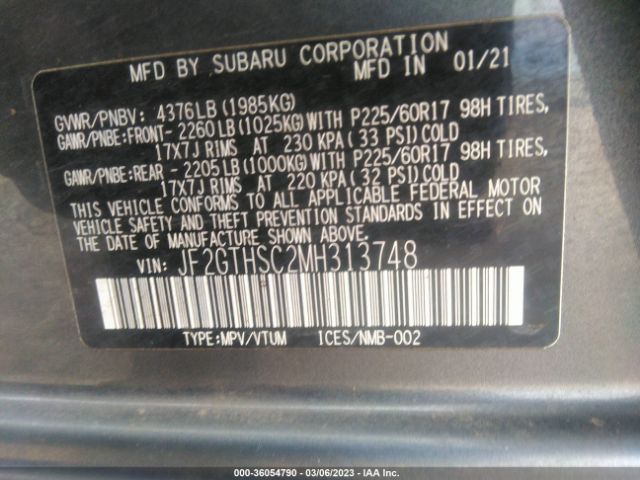 MFD BY SUBARU CORPORATION
MFD IN 01/21
GVWR/PNBV: 4376LB (1985KG)
GAWR/PNBE:FRONT- 2260 LB (1025KG) WITH P225/60R17 98H TIRES,
17X7J RIMS AT 230 KPA (33 PSI) COLD
GAWR/PNBE:REAR - 2205 LB (1000KG) WITH P225/60R17 98H TIRES,
17X7J RIMS AT 220 KPA (32 PSI) COLD
THIS VEHICLE CONFORMS TO ALL APPLICABLE FEDERAL MOTOR
VEHICLE SAFETY AND THEFT PREVENTION STANDARDS IN EFFECT ON
THE DATE OF MANUFACTURE SHOWN ABOVE.
VIN: JF2GTHSC2MH313748
TYPE:MPV/VTUM ICES/NMB-002
000-36054790 - 03/06/2023 - IAA Inc.